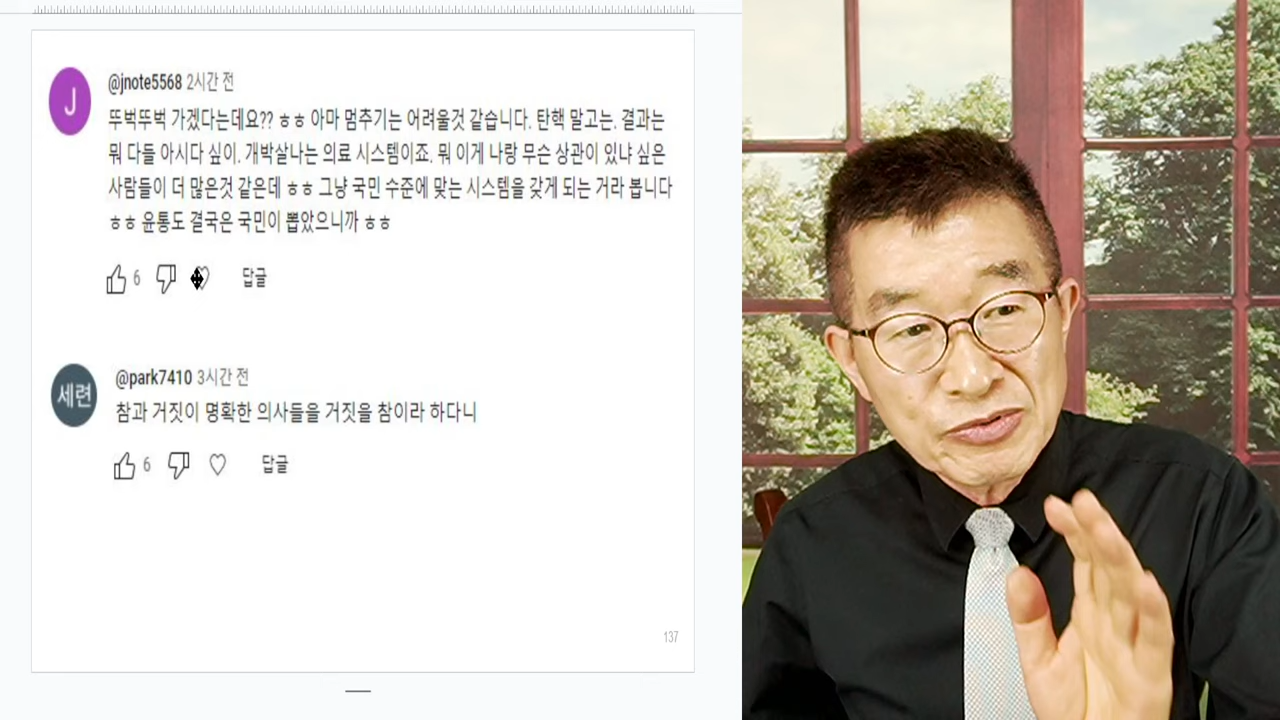 J
@jnote5568 2시간 전
뚜벅뚜벅 가겠다는데요?? ㅎㅎ 아마 멈추기는 어려울것 같습니다. 탄핵 말고는. 결과는
뭐 다들 아시다 싶이. 개박살나는 의료 시스템이죠. 뭐 이게 나랑 무슨 상관이 있냐 싶은
사람들이 더 많은것 같은데 ㅎㅎ 그냥 국민 수준에 맞는 시스템을 갖게 되는 거라 봅니다
ㅎㅎ 윤통도 결국은 국민이 뽑았으니까 ㅎㅎ
6 답글
세련
@park7410 3시간 전
참과 거짓이 명확한 의사들을 거짓을 참이라 하다니
6 답글
137